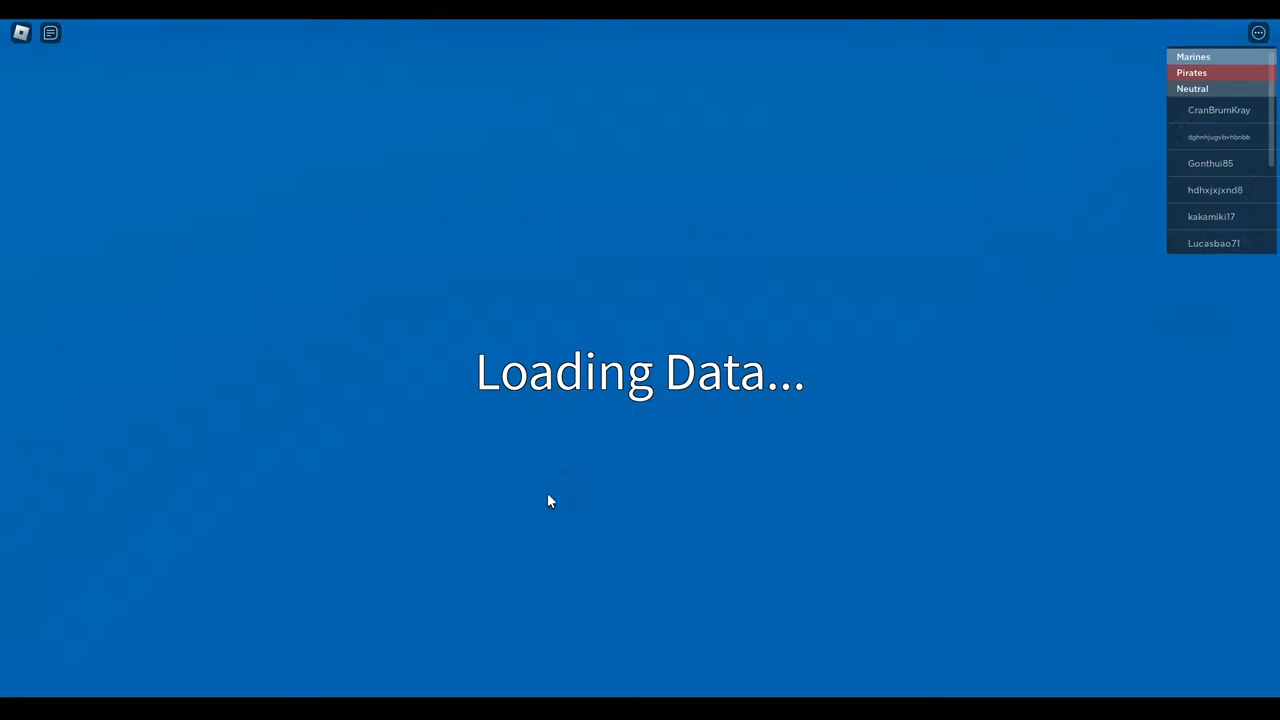 Marines
Pirates
Neutral
CranBrumKray
Gonthui85
hdhxjxjxnd8
kakamiki17
Lucasbao71
Loading Data...